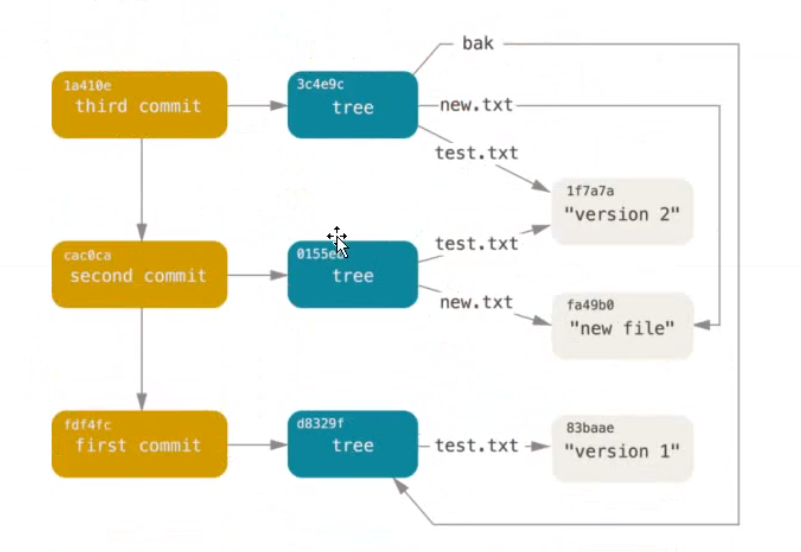 bak
1a410e
third commit
3c4e9c
tree
new.txt
test.txt
1f7a7a
"version 2"
cac0ca
second commit
tree
test.txt
new.txt
fa49b0
"new file"
fdf4fc
first commit
d8329f
tree
test.txt
83baae
"version 1"